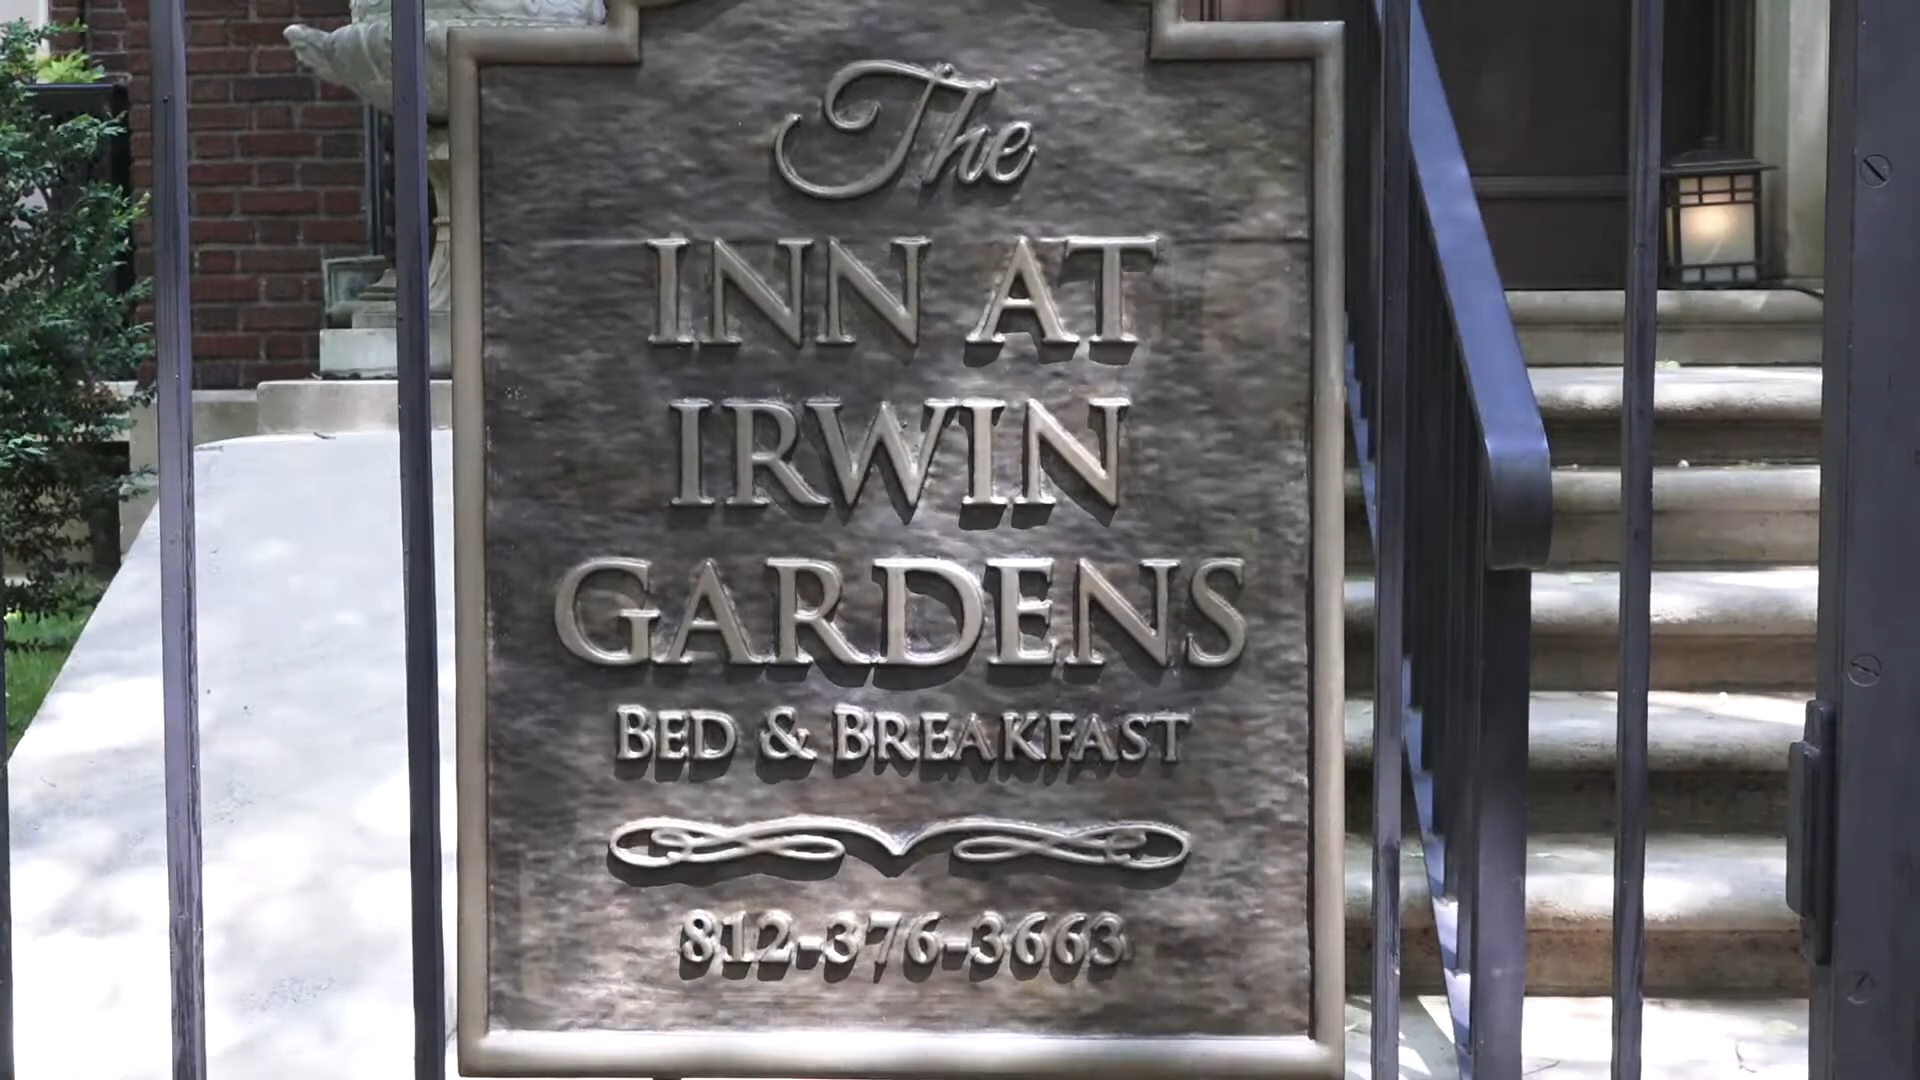 The
INN AT
IRWIN
GARDENS
BED & BREAKFAST
812-376-3663